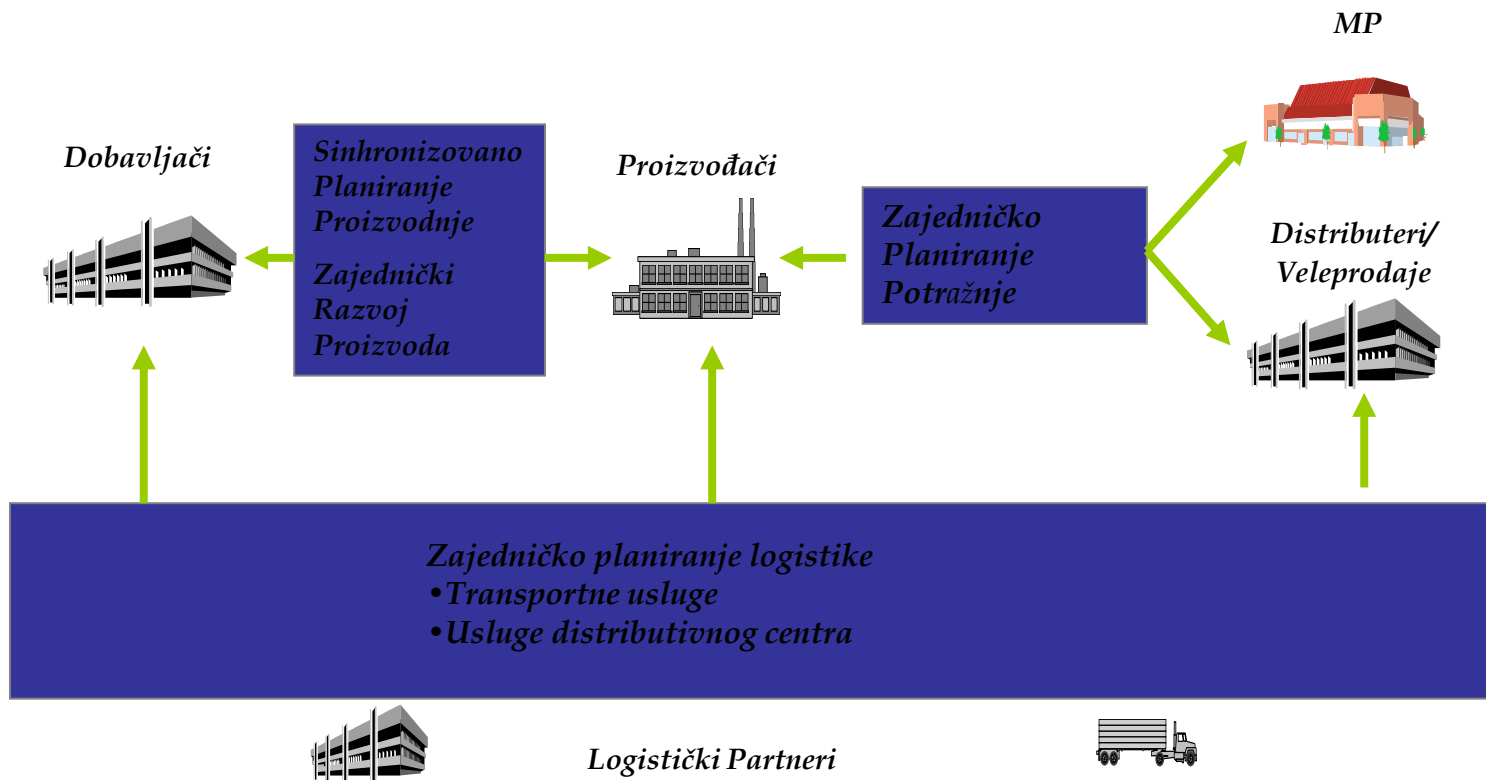 MP
Dobavljači
Sinhronizovano
Planiranje
Proizvodnje
Zajednički
Razvoj
Proizvoda
Proizvođači
Zajedničko
Planiranje
Potražnje
Distributeri/
Veleprodaje
Zajedničko planiranje logistike
•Transportne usluge
•Usluge distributivnog centra
Logistički Partneri